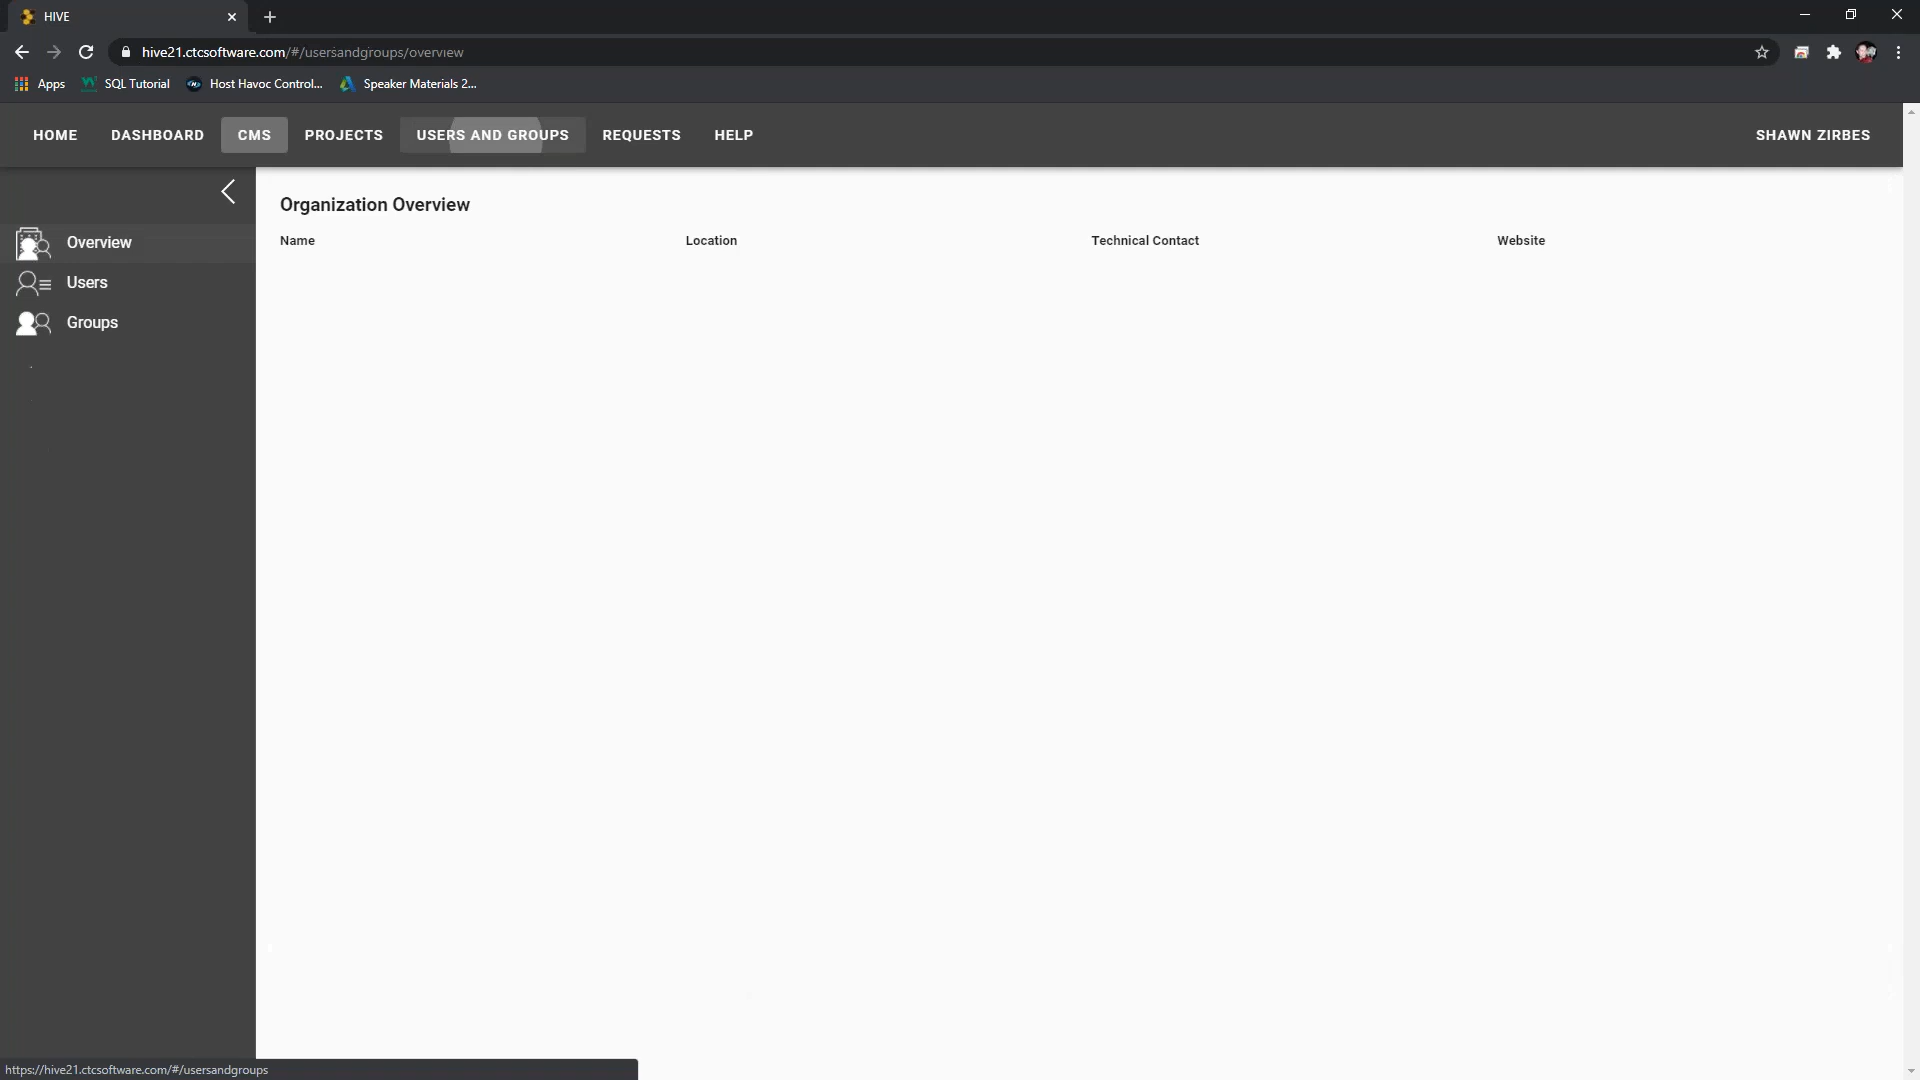 HIVE
hive21.ctcsoftware.com/#/usersandgroups/overview
Apps SQL Tutorial Host Havoc Control... Speaker Materials 2...
HOME DASHBOARD CMS PROJECTS USERS AND GROUPS REQUESTS HELP SHAWN ZIRBES
Organization Overview
Name Location Technical Contact Website
Overview
Users
Groups
https://hive21.ctcsoftware.com/#/usersandgroups